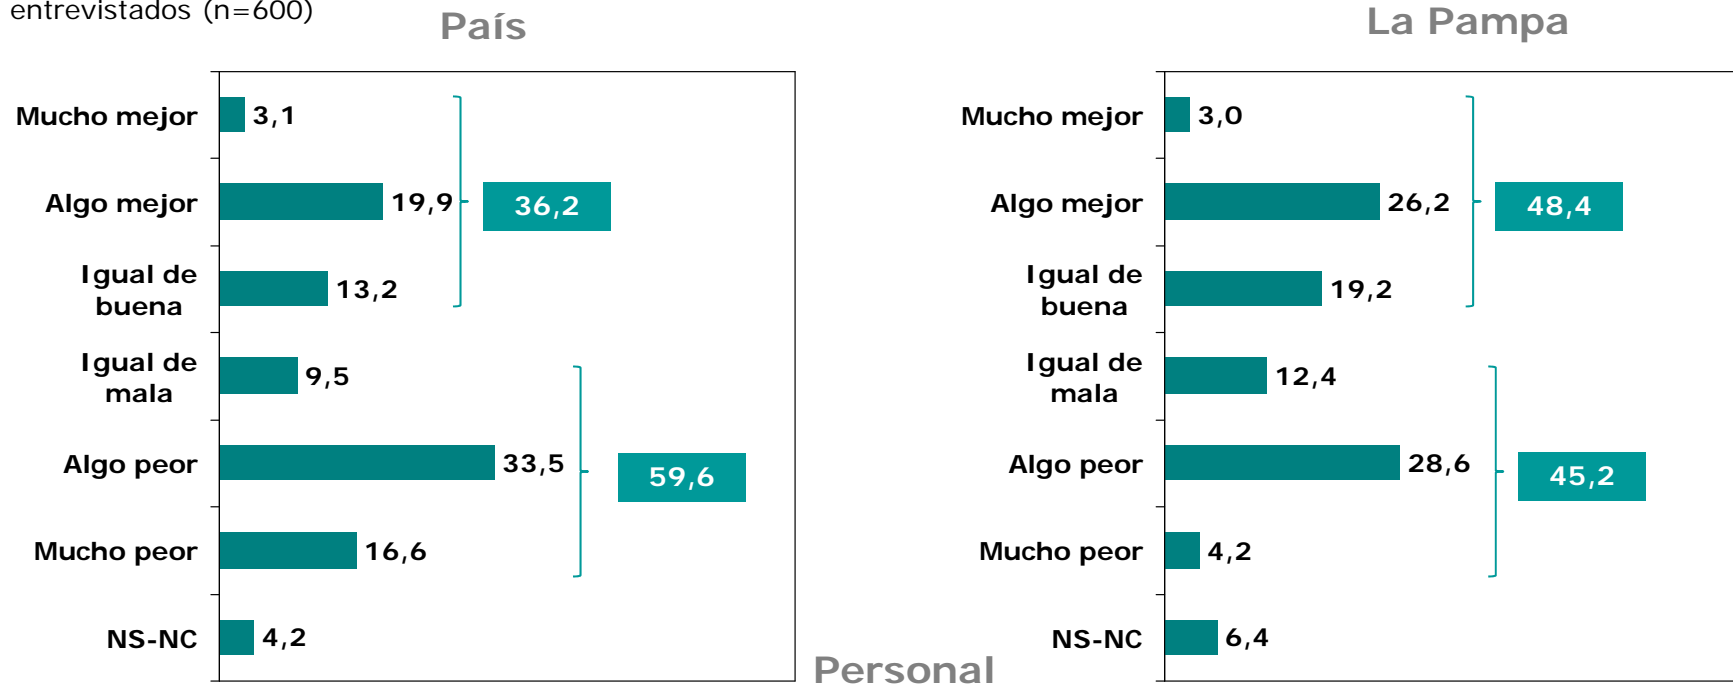 entrevistados (n=600)
País
Mucho mejor 3,1
Algo mejor 19,9 36,2
Igual de
buena 13,2
Igual de
mala 9,5
Algo peor 33,5 59,6
Mucho peor 16,6
NS-NC 4,2
La Pampa
Mucho mejor 3,0
Algo mejor 26,2 48,4
Igual de
buena 19,2
Igual de
mala 12,4
Algo peor 28,6 45,2
Mucho peor 4,2
NS-NC 6,4
Personal